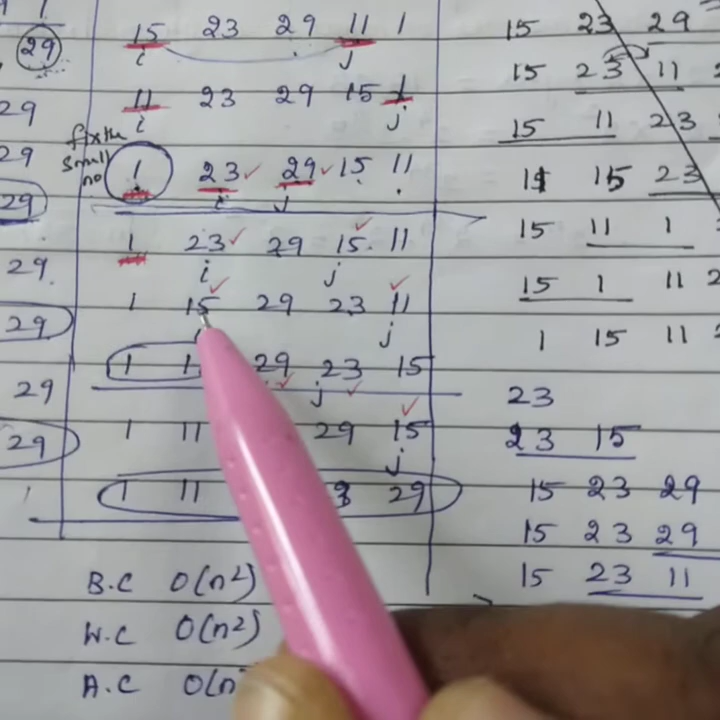 29
29
29
29
29
29
29
29
15 23 29 11 1
i j
11 23 29 15 1
i j
fix the
small
no
1 23 29 15 11
i j
1 23 29 15 11
i j
1 15 29 23 11
j
1 1 29 23 15
j
1 11 29 15
j
1 11 3 29
B.C O(n²)
W.C O(n²)
A.C O(n
15 23 29
15 23 11
15 11 23
11 15 23
15 11 1
15 1 11
1 15 11
23
23 15
15 23 29
15 23 29
15 23 11